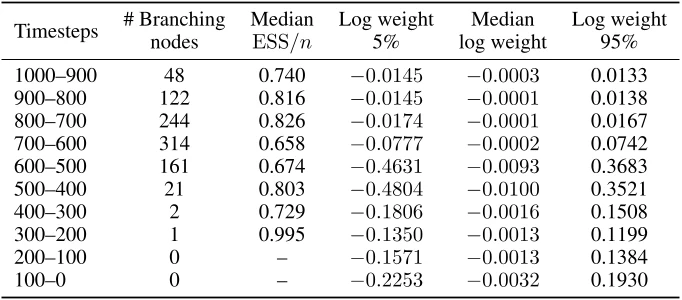 Timesteps # Branching nodes Median ESS/n Log weight 5% Median log weight Log weight 95%
1000–900 48 0.740 −0.0145 −0.0003 0.0133
900–800 122 0.816 −0.0145 −0.0001 0.0138
800–700 244 0.826 −0.0174 −0.0001 0.0167
700–600 314 0.658 −0.0777 −0.0002 0.0742
600–500 161 0.674 −0.4631 −0.0093 0.3683
500–400 21 0.803 −0.4804 −0.0100 0.3521
400–300 2 0.729 −0.1806 −0.0016 0.1508
300–200 1 0.995 −0.1350 −0.0013 0.1199
200–100 0 – −0.1571 −0.0013 0.1384
100–0 0 – −0.2253 −0.0032 0.1930